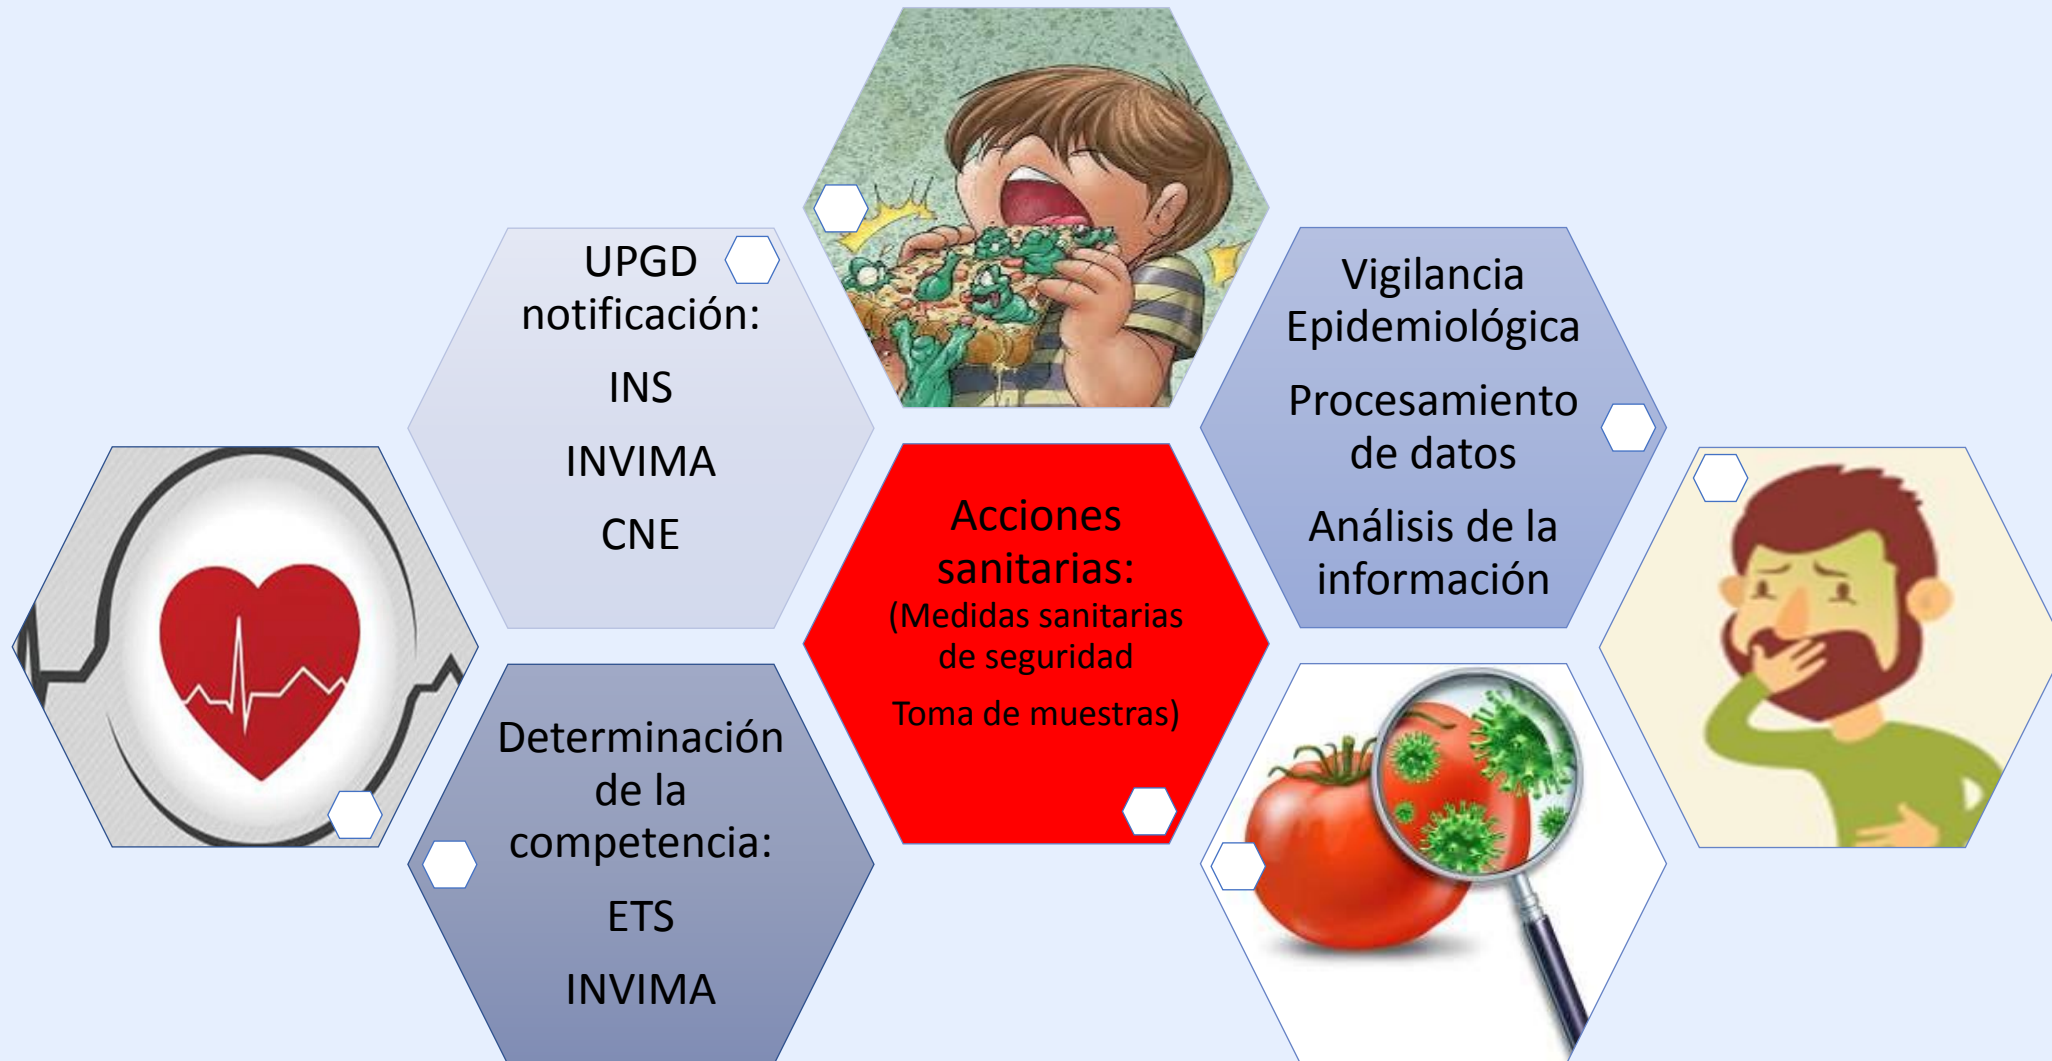 UPGD
notificación:
INS
INVIMA
CNE
Determinación
de la
competencia:
ETS
INVIMA
Acciones
sanitarias:
(Medidas sanitarias
de seguridad
Toma de muestras)
Vigilancia
Epidemiológica
Procesamiento
de datos
Análisis de la
información